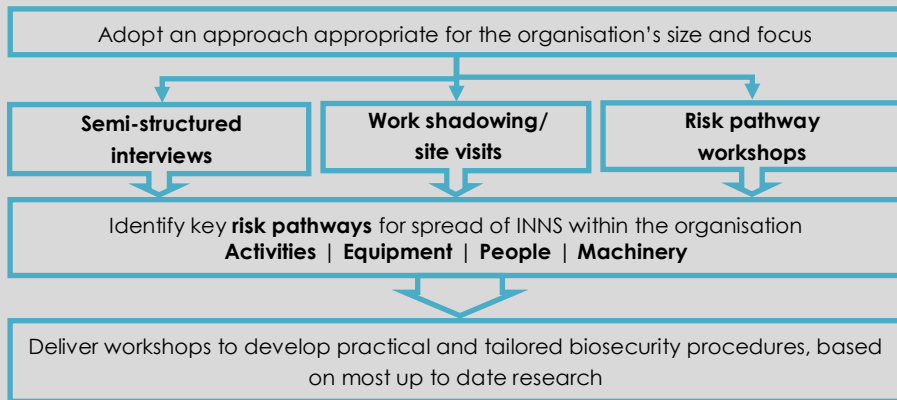 Adopt an approach appropriate for the organisation's size and focus
Semi-structured
interviews
Work shadowing/
site visits
Risk pathway
workshops
Identify key risk pathways for spread of INNS within the organisation
Activities | Equipment | People | Machinery
Deliver workshops to develop practical and tailored biosecurity procedures, based
on most up to date research